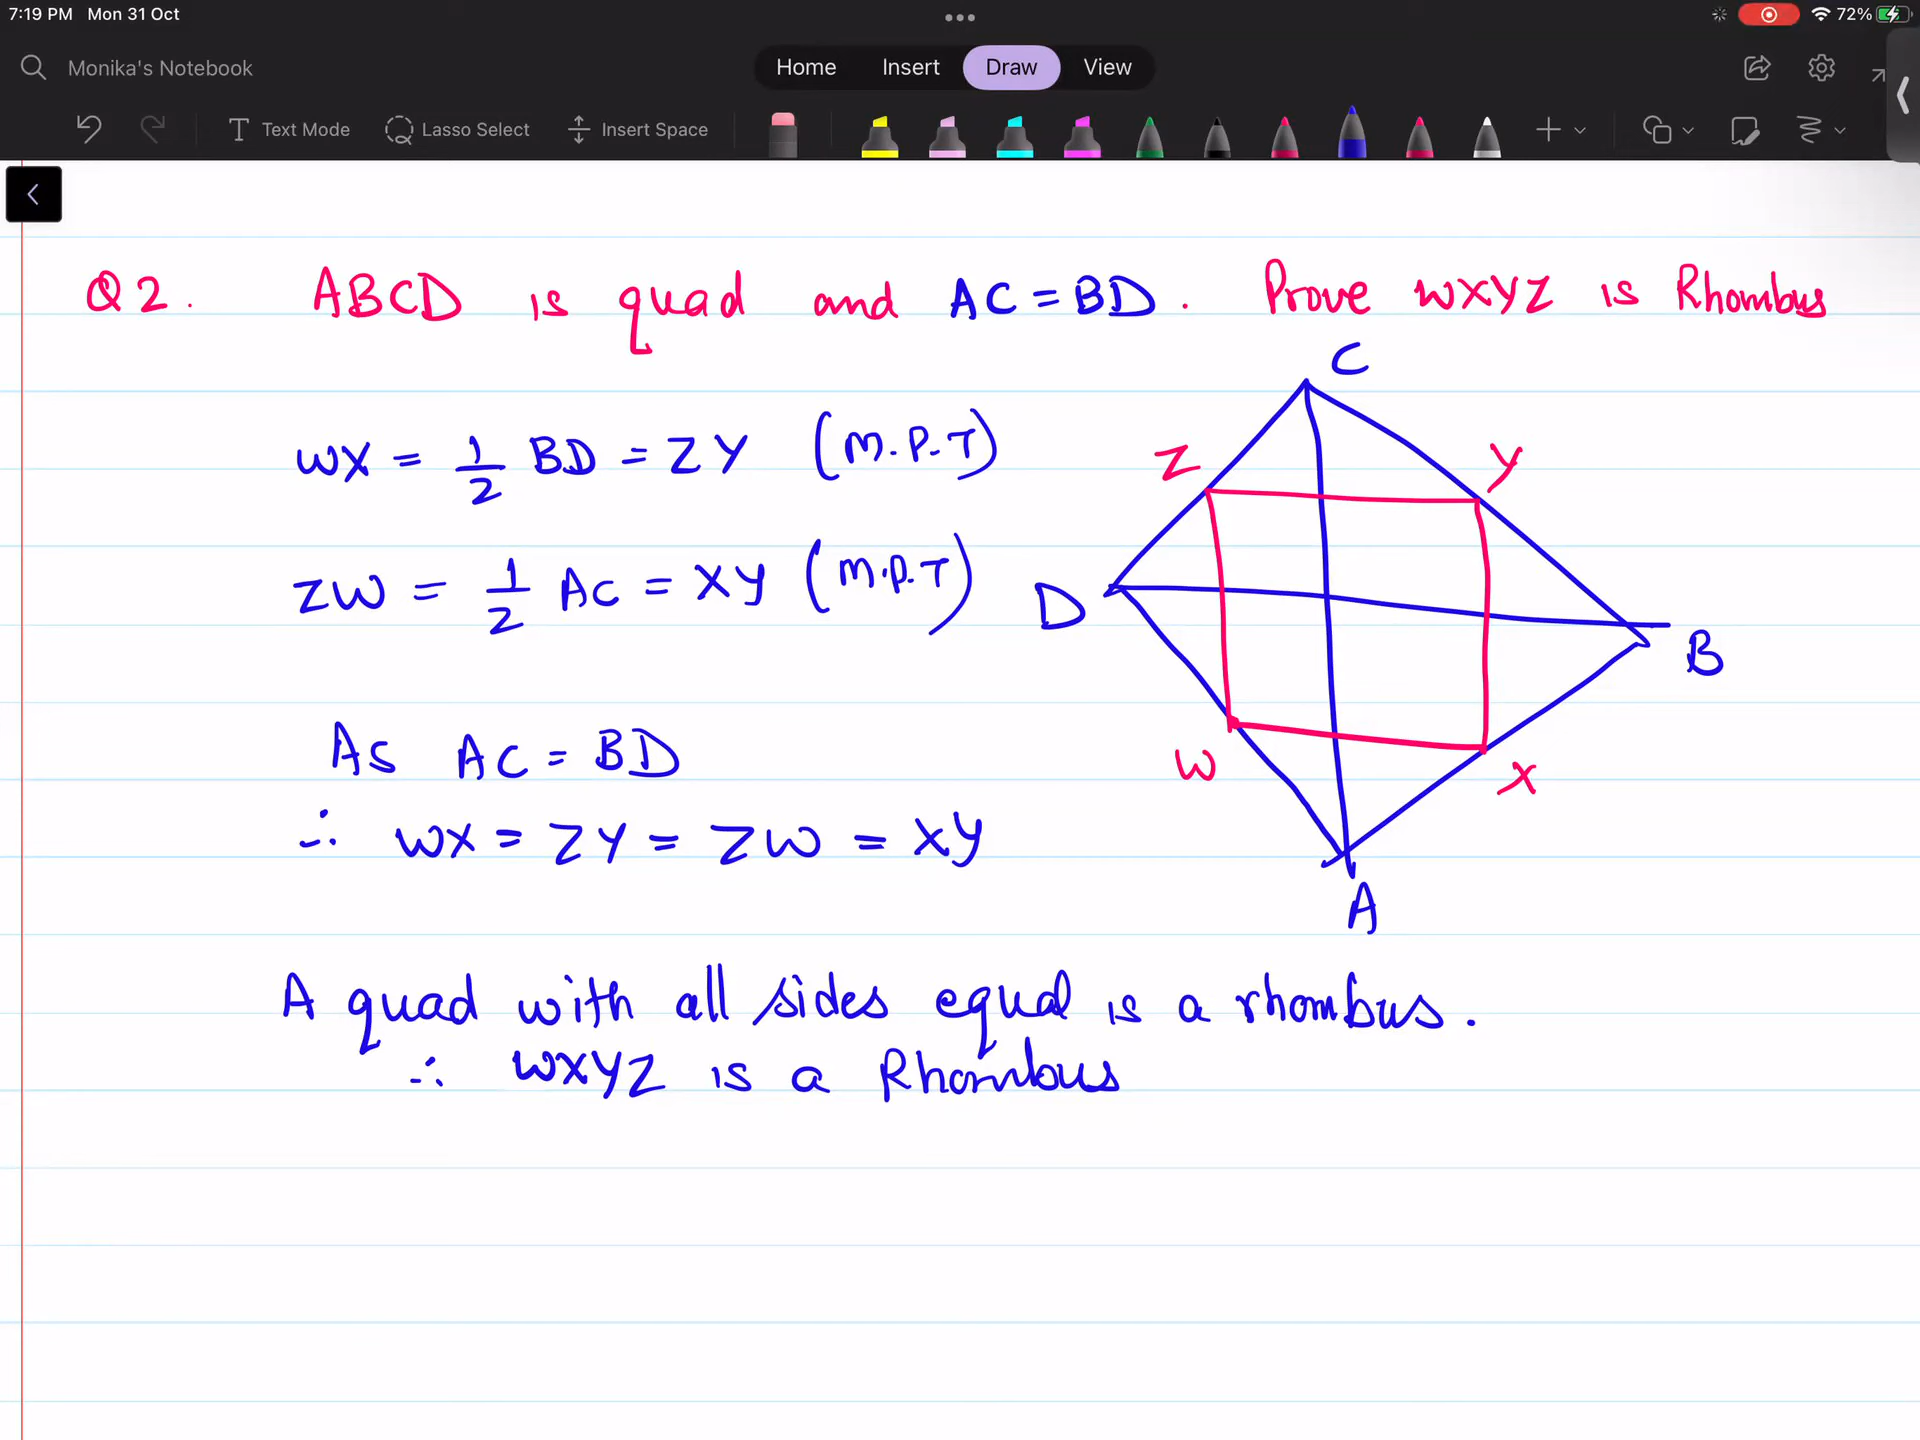 7:19 PM Mon 31 Oct
72%
Monika's Notebook
Home Insert Draw View
Text Mode Lasso Select Insert Space
Q2. ABCD is quad and AC = BD. Prove WXYZ is Rhombus
WX = 1/2 BD = ZY (M.P.T)
ZW = 1/2 AC = XY (M.P.T)
As AC = BD
∴ WX = ZY = ZW = XY
A quad with all sides equal is a rhombus.
∴ WXYZ is a Rhombus
C
Z Y
D
B
W X
A